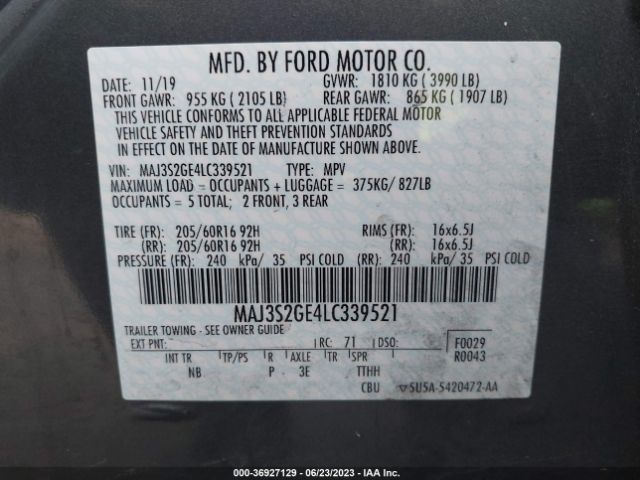 MFD. BY FORD MOTOR CO.
DATE: 11/19 GVWR: 1810 KG ( 3990 LB)
FRONT GAWR: 955 KG ( 2105 LB) REAR GAWR: 865 KG ( 1907 LB)
THIS VEHICLE CONFORMS TO ALL APPLICABLE FEDERAL MOTOR
VEHICLE SAFETY AND THEFT PREVENTION STANDARDS
IN EFFECT ON THE DATE OF MANUFACTURE SHOWN ABOVE.
VIN: MAJ3S2GE4LC339521 TYPE: MPV
MAXIMUM LOAD = OCCUPANTS + LUGGAGE = 375KG/ 827LB
OCCUPANTS = 5 TOTAL; 2 FRONT, 3 REAR
TIRE (FR): 205/60R16 92H RIMS (FR): 16x6.5J
(RR): 205/60R16 92H (RR): 16x6.5J
PRESSURE (FR): 240 kPa/ 35 PSI COLD (RR): 240 kPa/ 35 PSI COLD
MAJ3S2GE4LC339521
TRAILER TOWING - SEE OWNER GUIDE
EXT PNT: RC: 71 DSO: F0029
R0043
INT TR TP/PS R AXLE TR SPR
NB P 3E TTHH
CBU 5U5A-5420472-AA
000-36927129 - 06/23/2023 - IAA Inc.